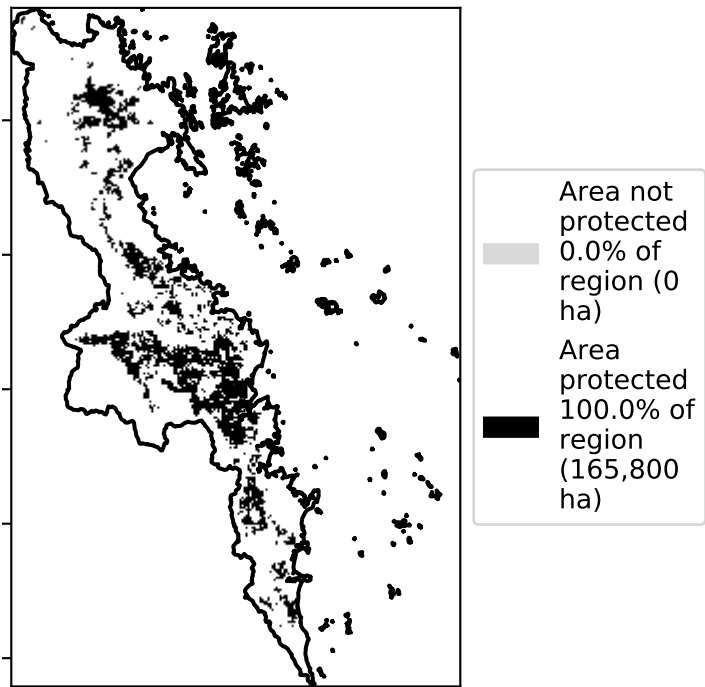 Area not
protected
0.0% of
region (0
ha)
Area
protected
100.0% of
region
(165,800
ha)